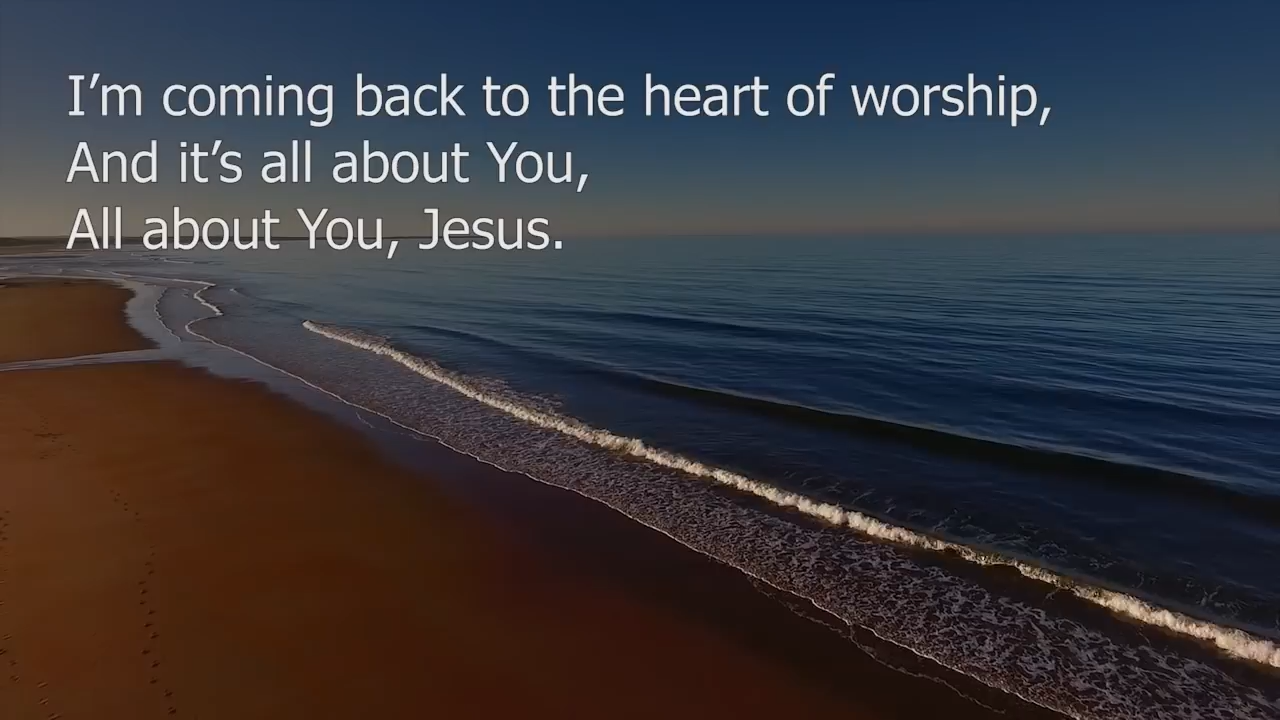 I’m coming back to the heart of worship,
And it’s all about You,
All about You, Jesus.